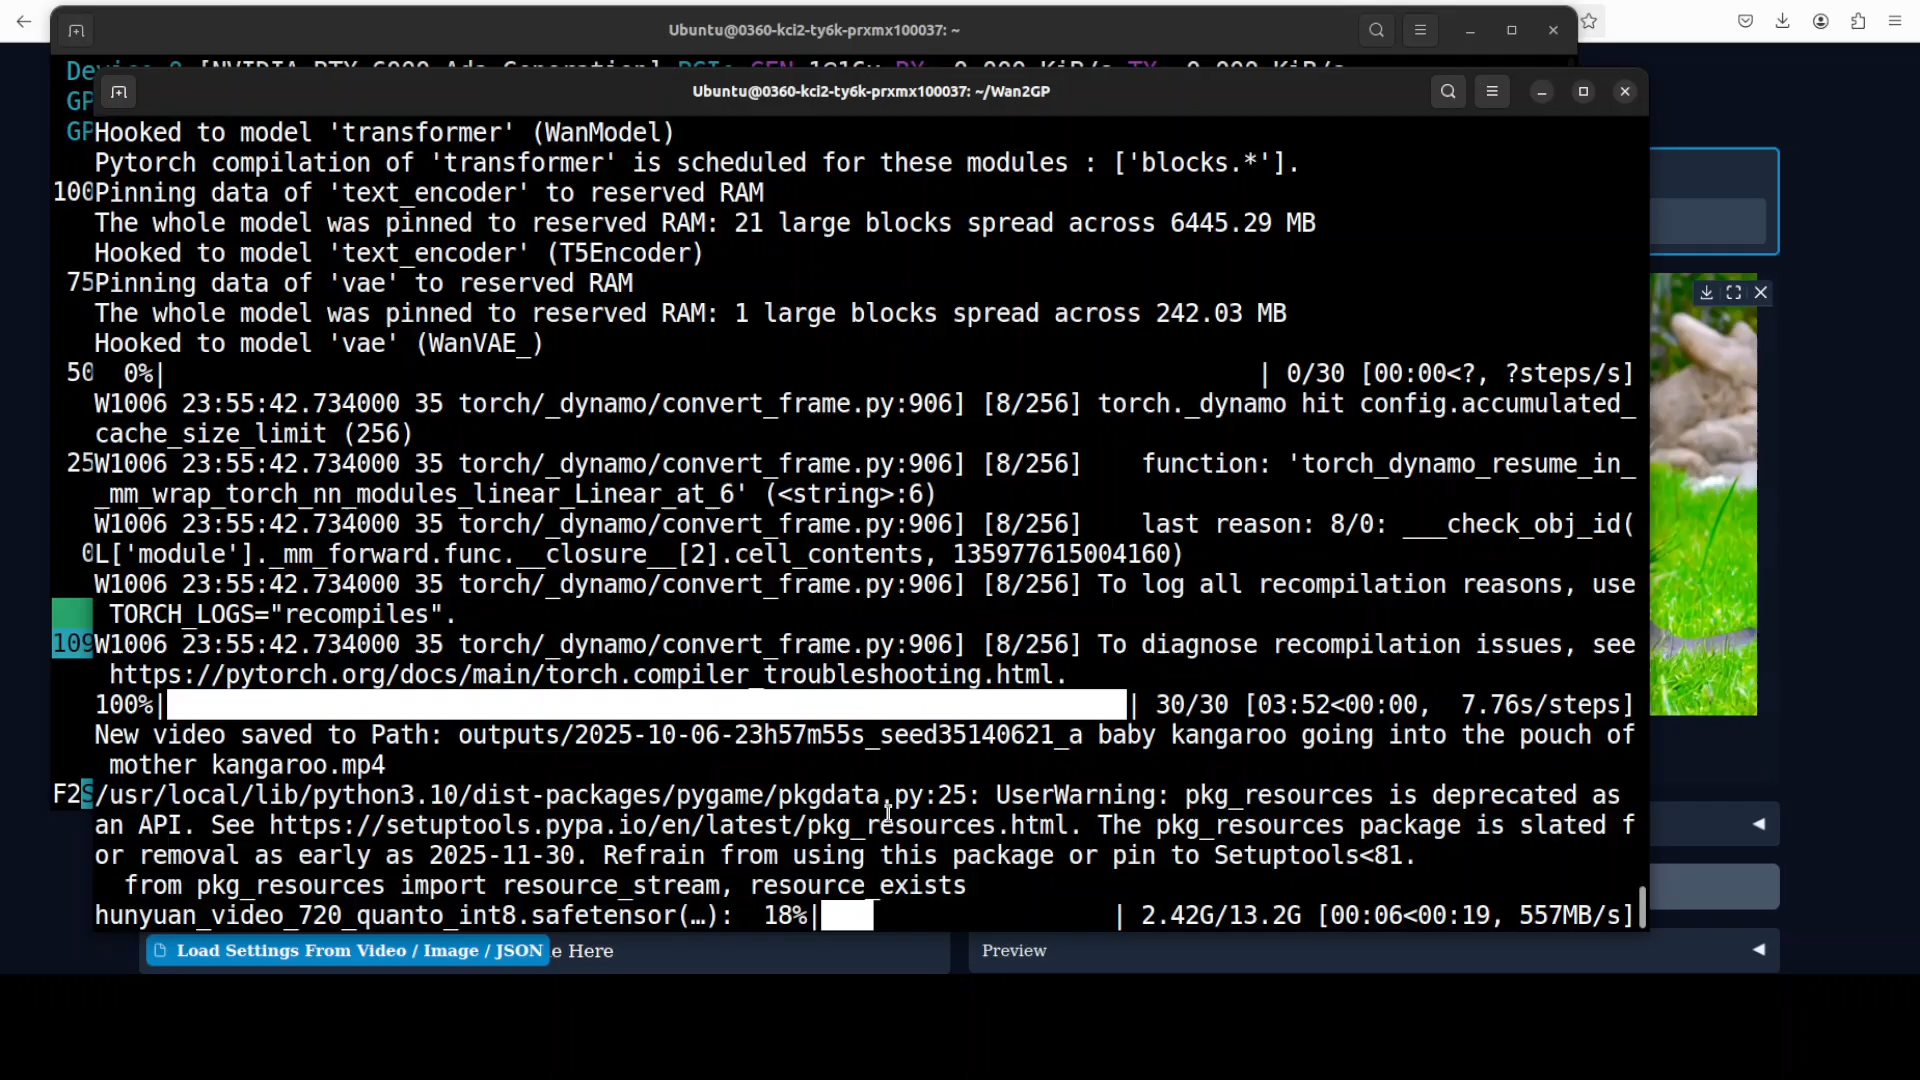 Ubuntu@0360-kci2-ty6k-prxmx100037: ~
Ubuntu@0360-kci2-ty6k-prxmx100037: ~/Wan2GP
GP
GP
Hooked to model 'transformer' (WanModel)
Pytorch compilation of 'transformer' is scheduled for these modules : ['blocks.*'].
100
Pinning data of 'text_encoder' to reserved RAM
The whole model was pinned to reserved RAM: 21 large blocks spread across 6445.29 MB
Hooked to model 'text_encoder' (T5Encoder)
75
Pinning data of 'vae' to reserved RAM
The whole model was pinned to reserved RAM: 1 large blocks spread across 242.03 MB
Hooked to model 'vae' (WanVAE_)
50
0%| | 0/30 [00:00<?, ?steps/s]
W1006 23:55:42.734000 35 torch/_dynamo/convert_frame.py:906] [8/256] torch._dynamo hit config.accumulated_
cache_size_limit (256)
25
W1006 23:55:42.734000 35 torch/_dynamo/convert_frame.py:906] [8/256]    function: 'torch_dynamo_resume_in_
_mm_wrap_torch_nn_modules_linear_Linear_at_6' (<string>:6)
W1006 23:55:42.734000 35 torch/_dynamo/convert_frame.py:906] [8/256]    last reason: 8/0: ___check_obj_id(
0
L['module']._mm_forward.func.__closure__[2].cell_contents, 135977615004160)
W1006 23:55:42.734000 35 torch/_dynamo/convert_frame.py:906] [8/256] To log all recompilation reasons, use
TORCH_LOGS="recompiles".
109
W1006 23:55:42.734000 35 torch/_dynamo/convert_frame.py:906] [8/256] To diagnose recompilation issues, see
https://pytorch.org/docs/main/torch.compiler_troubleshooting.html.
100%| | 30/30 [03:52<00:00,  7.76s/steps]
New video saved to Path: outputs/2025-10-06-23h57m55s_seed35140621_a baby kangaroo going into the pouch of
mother kangaroo.mp4
F2S
/usr/local/lib/python3.10/dist-packages/pygame/pkgdata.py:25: UserWarning: pkg_resources is deprecated as
an API. See https://setuptools.pypa.io/en/latest/pkg_resources.html. The pkg_resources package is slated f
or removal as early as 2025-11-30. Refrain from using this package or pin to Setuptools<81.
from pkg_resources import resource_stream, resource_exists
hunyuan_video_720_quanto_int8.safetensor(…):  18%| | 2.42G/13.2G [00:06<00:19, 557MB/s]
Load Settings From Video / Image / JSON
e Here
Preview